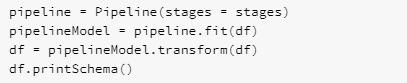 pipeline = Pipeline(stages = stages)
pipelineModel = pipeline.fit(df)
df = pipelineModel.transform(df)
df.printSchema()